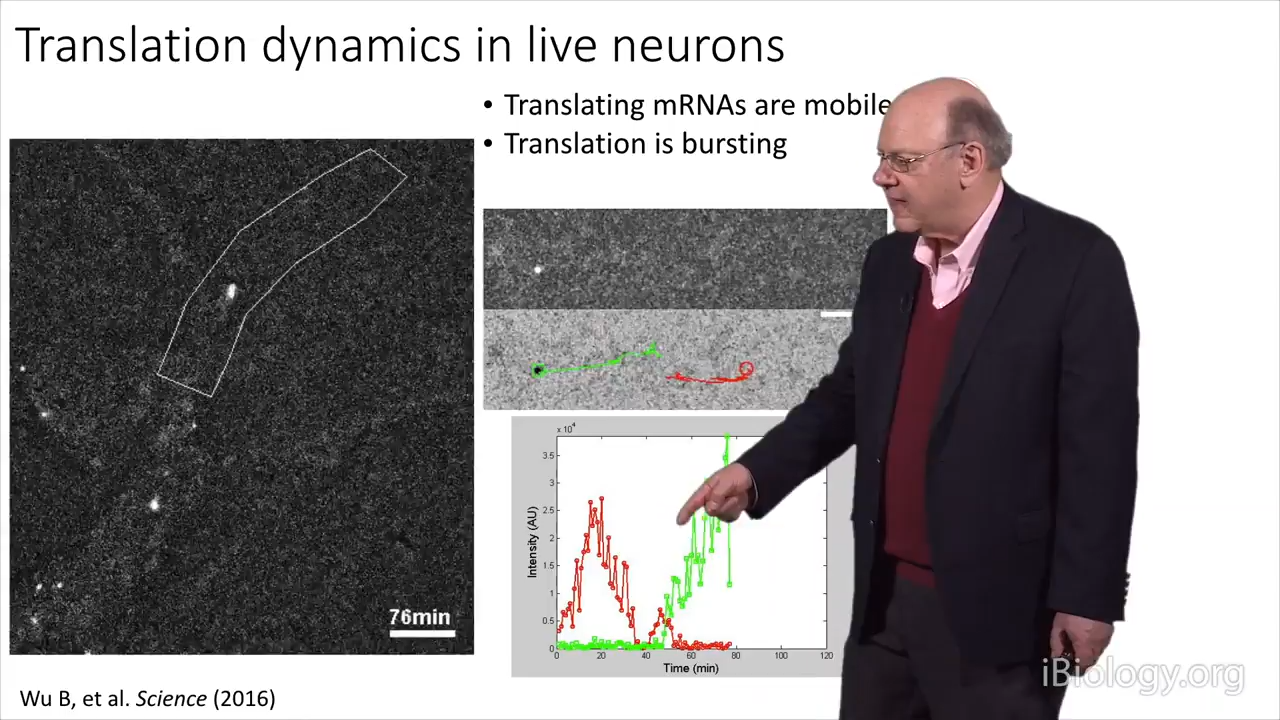 Translation dynamics in live neurons
• Translating mRNAs are mobile
• Translation is bursting
76min
x 10⁴
3.5
3
2.5
2
1.5
1
0.5
0
Intensity (AU)
0 20 40 60 80 100 120
Time (min)
Wu B, et al. Science (2016)
iBiology.org